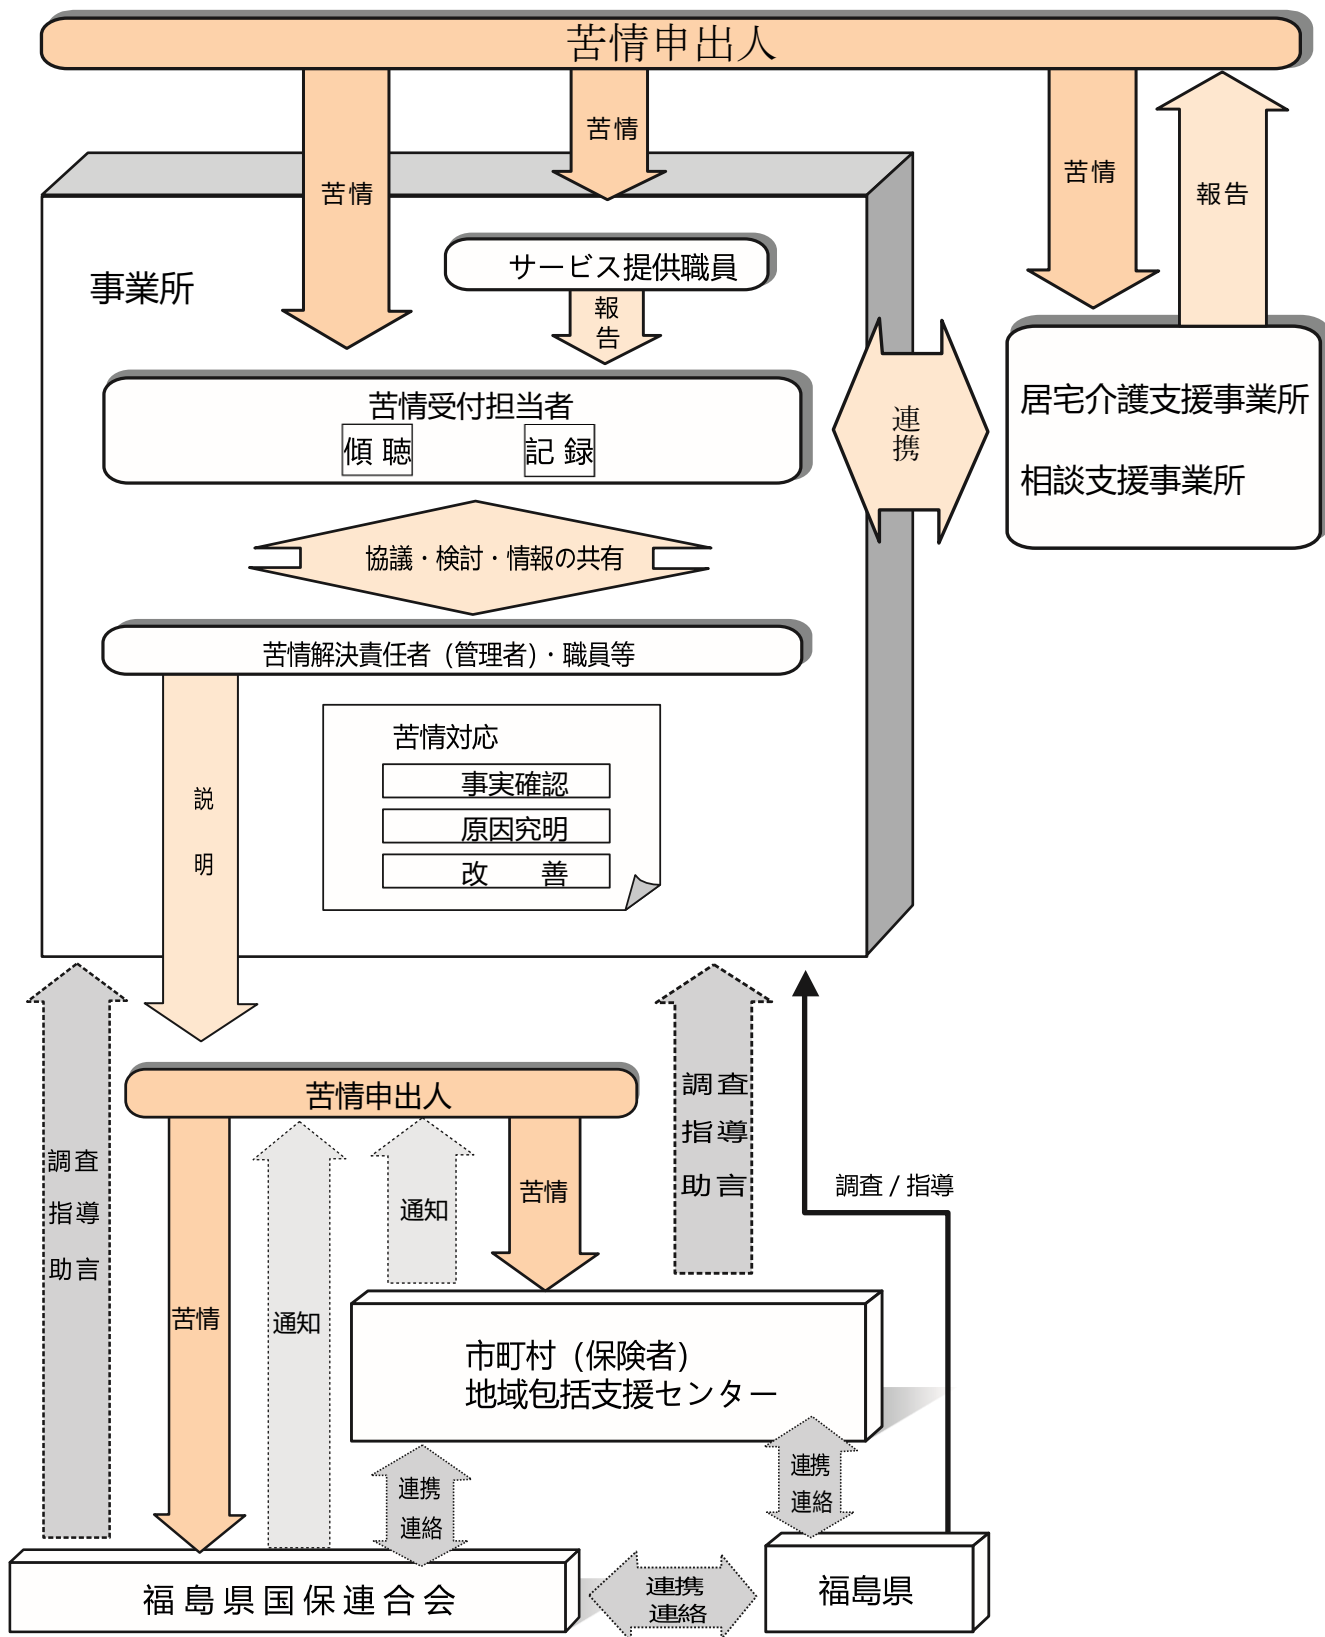 苦情申出人
苦情
苦情
苦情
報告
事業所
サービス提供職員
報
告
苦情受付担当者
傾聴
記録
連
携
居宅介護支援事業所
相談支援事業所
協議・検討・情報の共有
苦情解決責任者（管理者）・職員等
説
明
苦情対応
事実確認
原因究明
改　善
苦情申出人
調査
指導
助言
調査
指導
助言
調査/指導
苦情
通知
通知
苦情
市町村（保険者）
地域包括支援センター
連携
連絡
連携
連絡
福島県国保連合会
連携
連絡
福島県